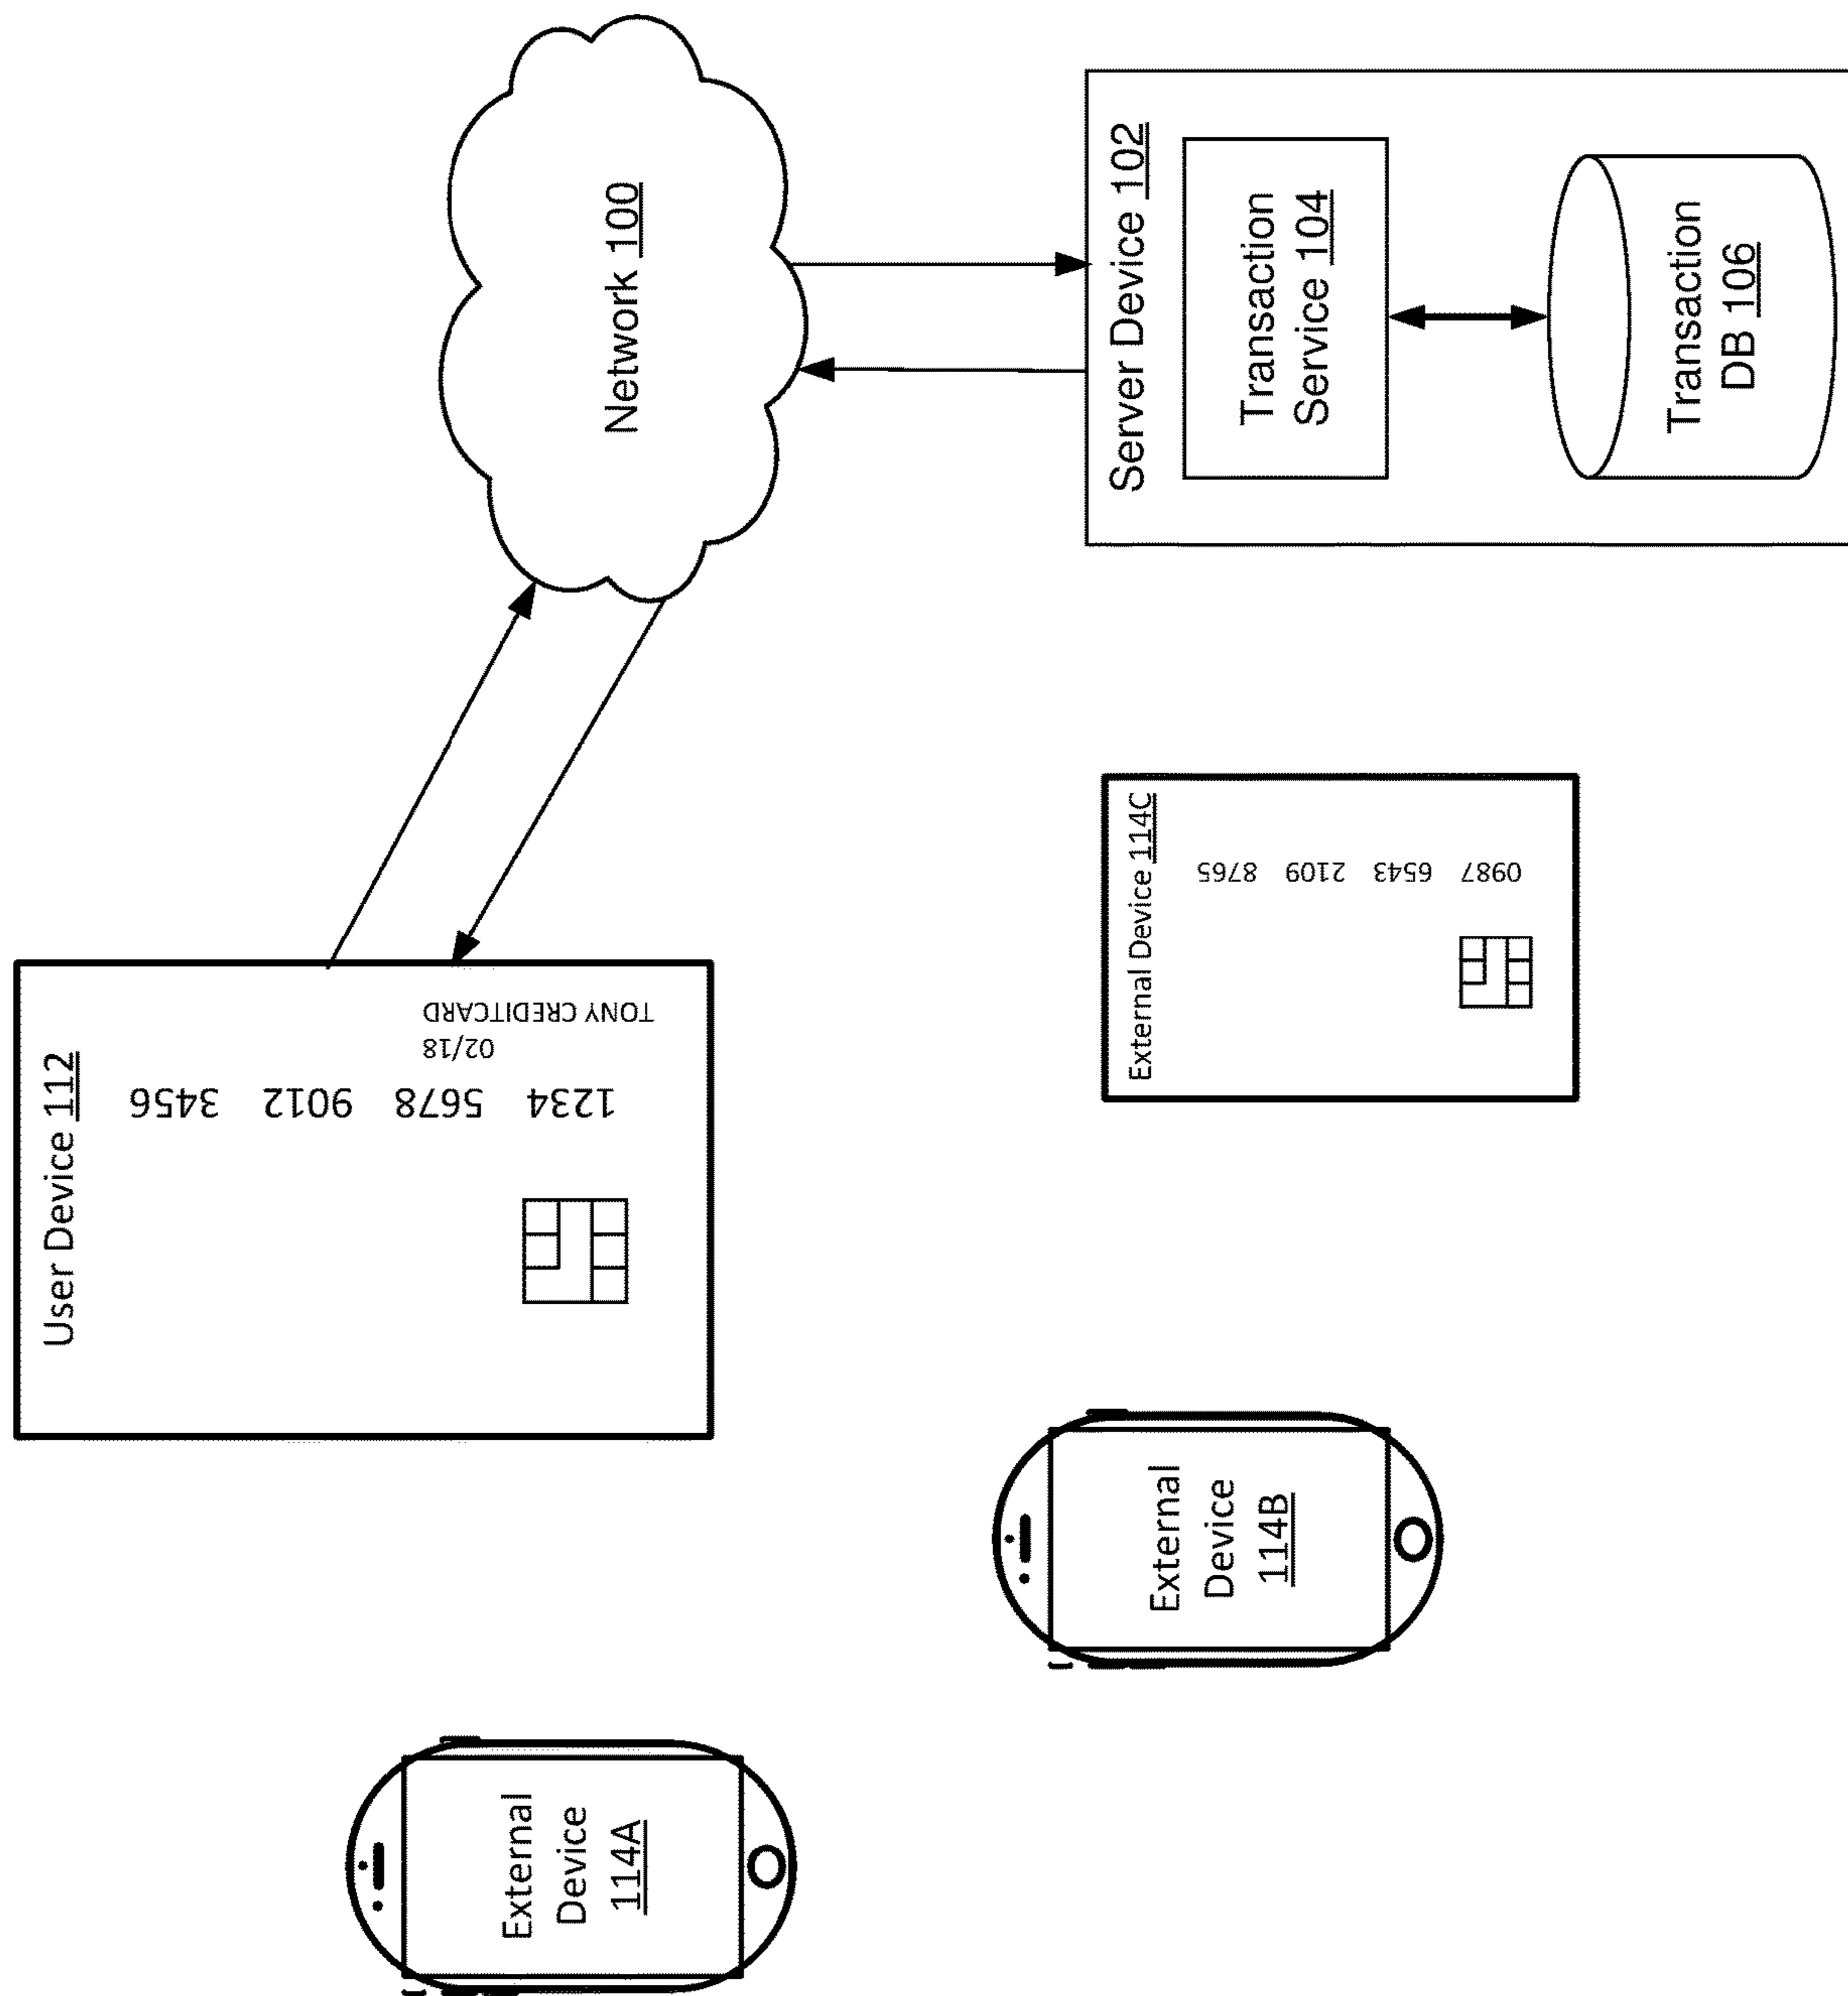 User Device 112
1234 5678 9012 3456
02/18
TONY CREDITCARD
Network 100
Server Device 102
Transaction
Service 104
Transaction
DB 106
External Device 114C
0987 6543 2109 8765
External
Device
114B
External
Device
114A